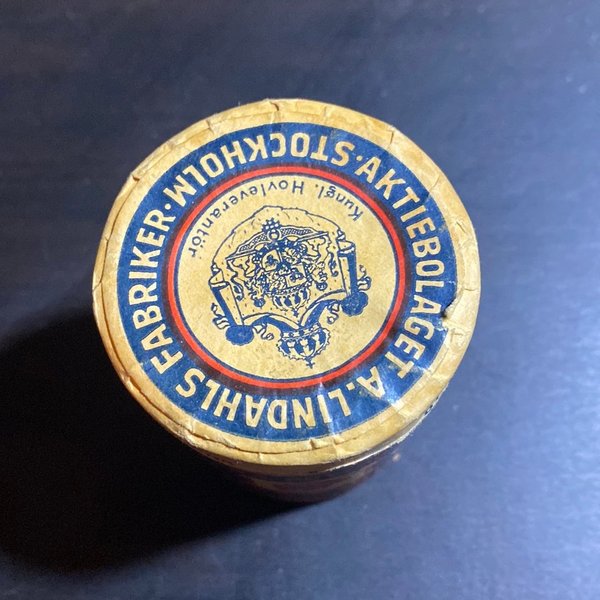 AKTIEBOLAGET A. LINDAHLS FABRIKER · STOCKHOLM ·
Kungl. Hovleverantör